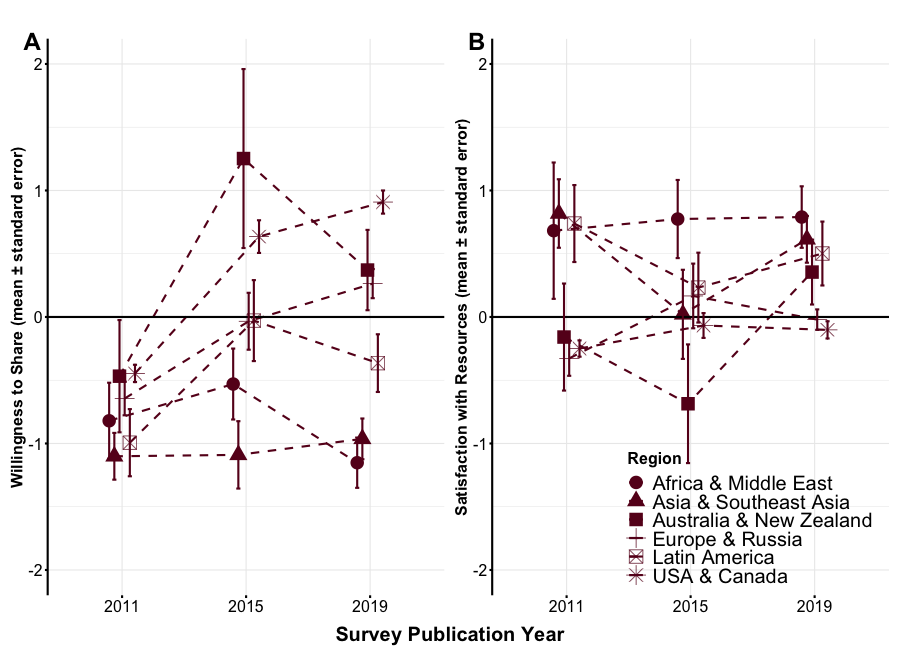 A
B
Willingness to Share (mean ± standard error)
2
1
0
-1
-2
2011
2015
2019
Satisfaction with Resources (mean ± standard error)
2
1
0
-1
-2
2011
2015
2019
Region
Africa & Middle East
Asia & Southeast Asia
Australia & New Zealand
Europe & Russia
Latin America
USA & Canada
Survey Publication Year